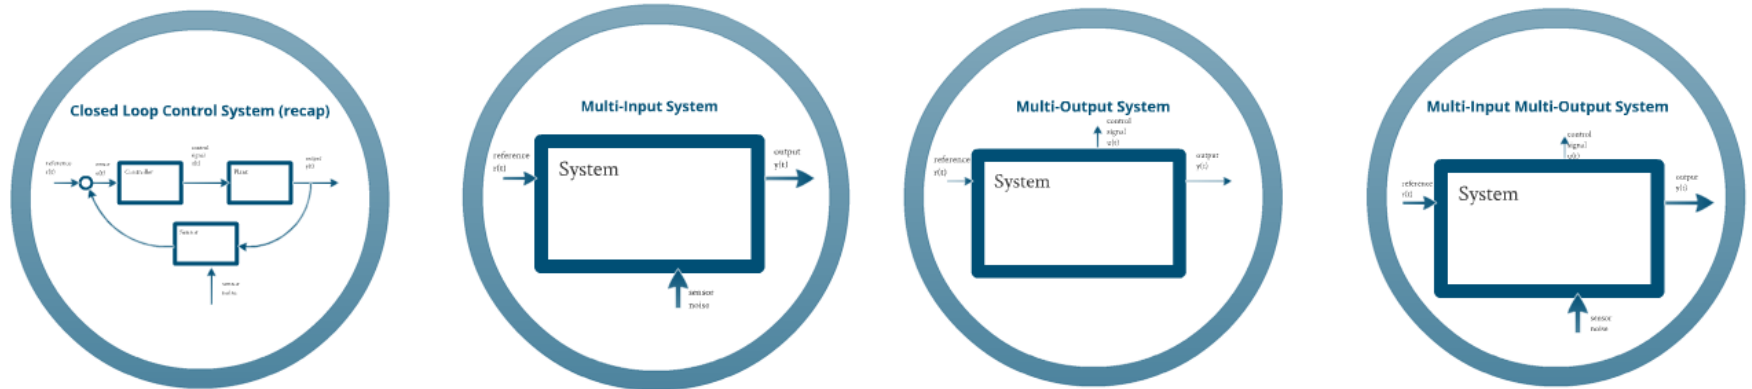 Closed Loop Control System (recap)
reference
r(t)
error
e(t)
Controller
control
signal
u(t)
Plant
output
y(t)
Sensor
sensor
noise
Multi-Input System
reference
r(t)
System
output
y(t)
sensor
noise
Multi-Output System
control
signal
u(t)
reference
r(t)
System
output
y(t)
Multi-Input Multi-Output System
control
signal
u(t)
reference
r(t)
System
output
y(t)
sensor
noise